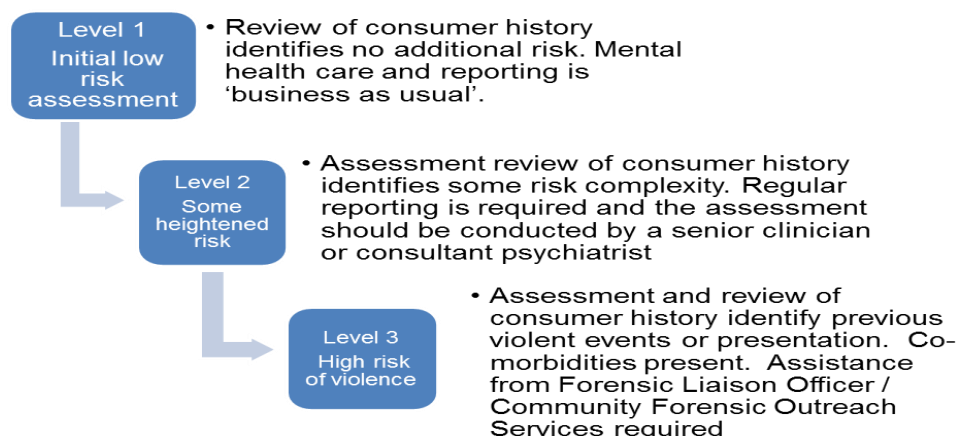 Level 1
Initial low
risk
assessment
• Review of consumer history
identifies no additional risk. Mental
health care and reporting is
‘business as usual’.
Level 2
Some
heightened
risk
• Assessment review of consumer history
identifies some risk complexity. Regular
reporting is required and the assessment
should be conducted by a senior clinician
or consultant psychiatrist
Level 3
High risk
of violence
• Assessment and review of
consumer history identify previous
violent events or presentation. Co-
morbidities present. Assistance
from Forensic Liaison Officer /
Community Forensic Outreach
Services required